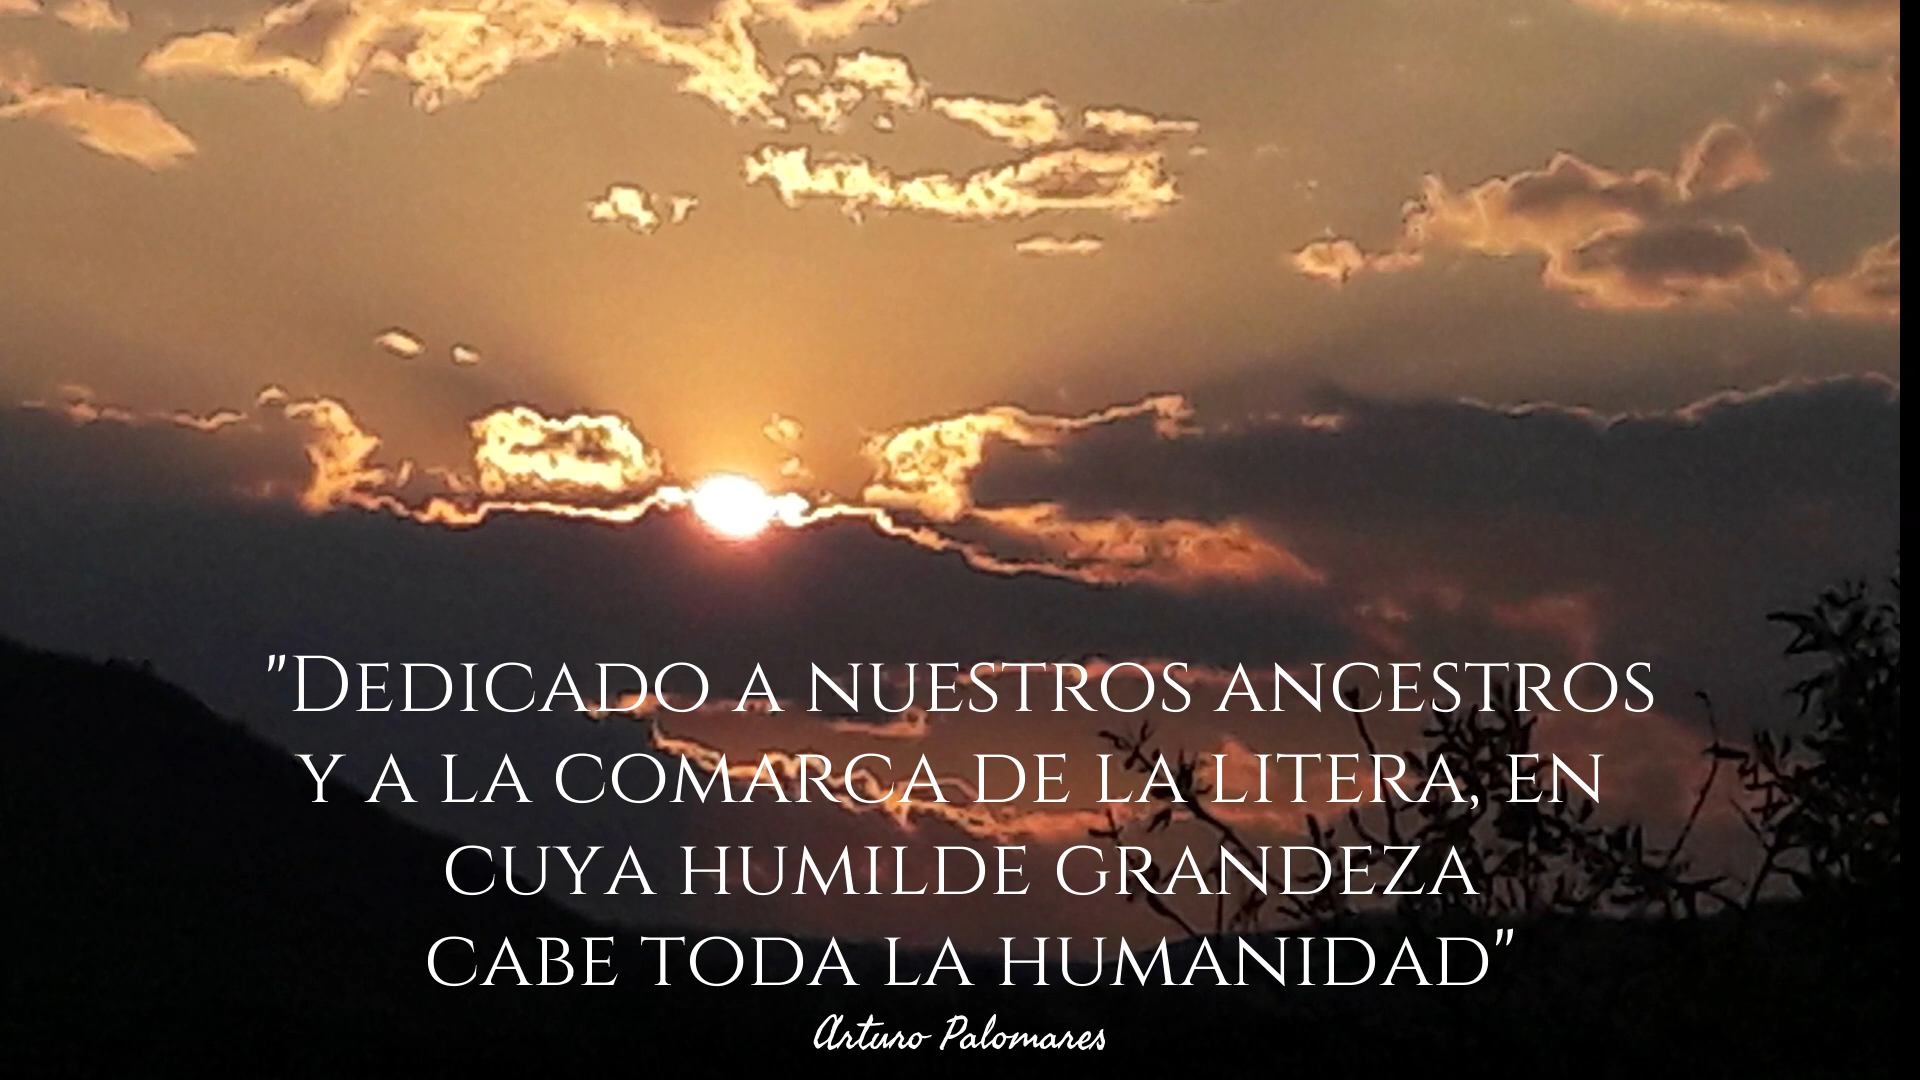 "Dedicado a nuestros ancestros
y a la comarca de la litera, en
cuya humilde grandeza
cabe toda la humanidad"
Arturo Palomares